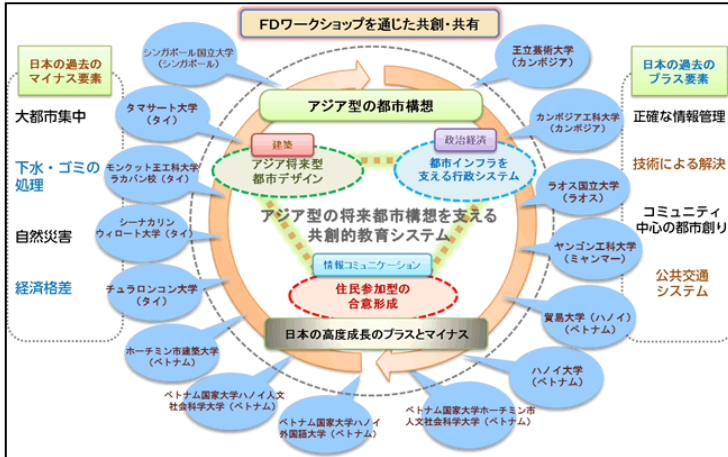 FDワークショップを通じた共創・共有
日本の過去の
マイナス要素
大都市集中
下水・ゴミの
処理
自然災害
経済格差
シンガポール国立大学
(シンガポール)
タマサート大学
(タイ)
モンクット王工科大学
ラカバン校(タイ)
シーナカリン
ウィロート大学(タイ)
チュラロンコン大学
(タイ)
ホーチミン市建築大学
(ベトナム)
ベトナム国家大学ハノイ人文
社会科学大学(ベトナム)
ベトナム国家大学ハノイ
外国語大学(ベトナム)
アジア型の都市構想
建築
アジア将来型
都市デザイン
政治経済
都市インフラを
支える行政システム
アジア型の将来都市構想を支える
共創的教育システム
情報コミュニケーション
住民参加型の
合意形成
日本の高度成長のプラスとマイナス
王立芸術大学
(カンボジア)
カンボジア工科大学
(カンボジア)
ラオス国立大学
(ラオス)
ヤンゴン工科大学
(ミャンマー)
貿易大学(ハノイ)
(ベトナム)
ハノイ大学
(ベトナム)
ベトナム国家大学ホーチミン市
人文社会科学大学(ベトナム)
日本の過去の
プラス要素
正確な情報管理
技術による解決
コミュニティ
中心の都市創り
公共交通
システム